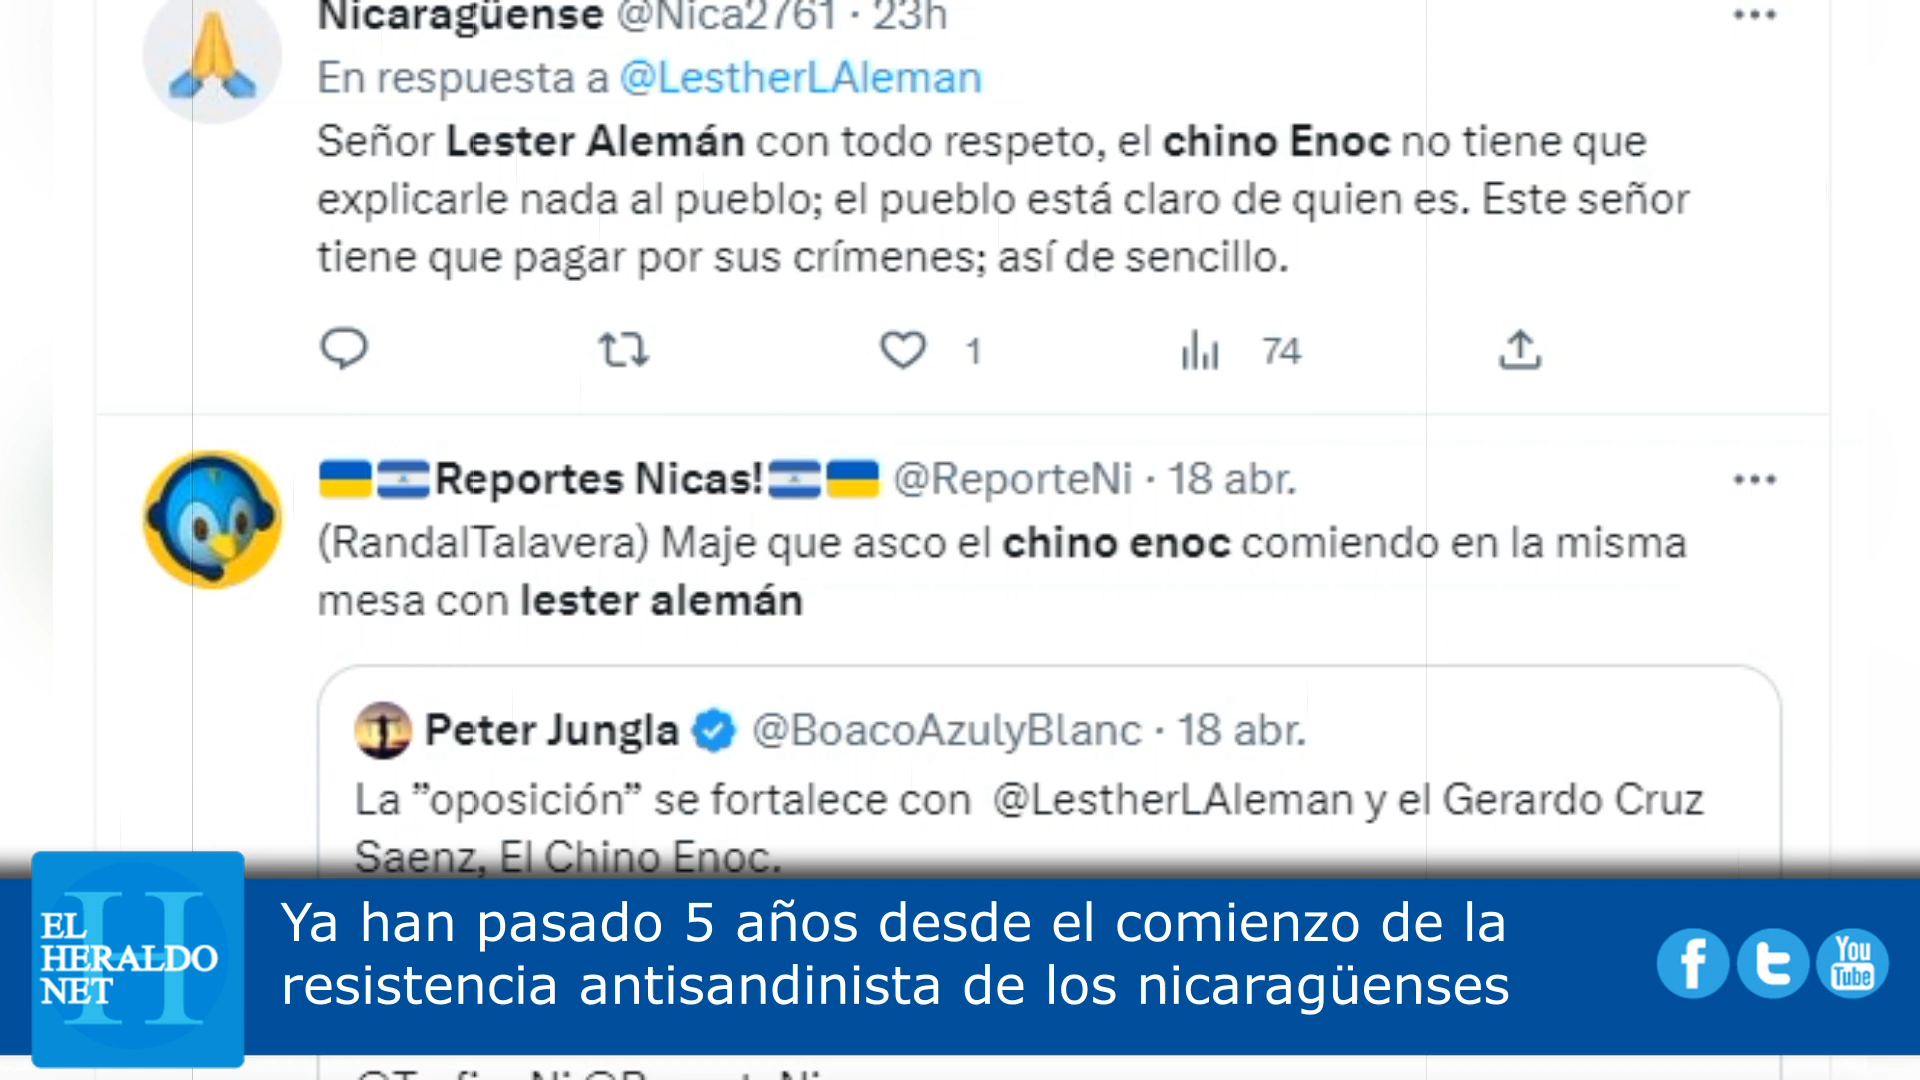 Nicaragüense @Nica2761 · 23h
En respuesta a @LestherLAleman
Señor Lester Alemán con todo respeto, el chino Enoc no tiene que
explicarle nada al pueblo; el pueblo está claro de quien es. Este señor
tiene que pagar por sus crímenes; así de sencillo.
1 74
Reportes Nicas! @ReporteNi · 18 abr.
(RandalTalavera) Maje que asco el chino enoc comiendo en la misma
mesa con lester alemán
Peter Jungla @BoacoAzulyBlanc · 18 abr.
La ”oposición” se fortalece con @LestherLAleman y el Gerardo Cruz
Saenz, El Chino Enoc.
EL
HERALDO
NET
H
Ya han pasado 5 años desde el comienzo de la
resistencia antisandinista de los nicaragüenses
You
Tube